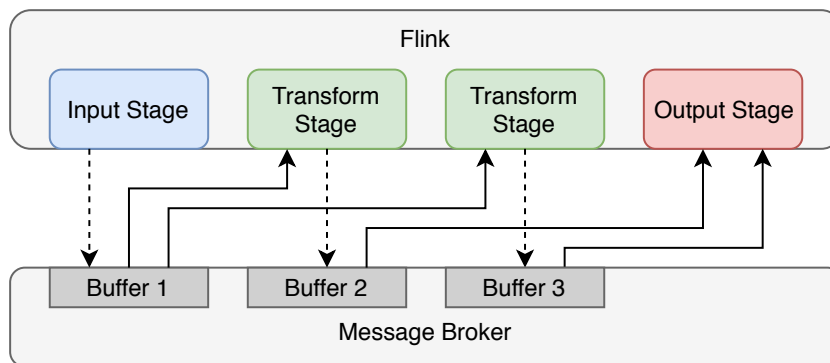 Flink
Input Stage
Transform
Stage
Transform
Stage
Output Stage
Buffer 1
Buffer 2
Buffer 3
Message Broker